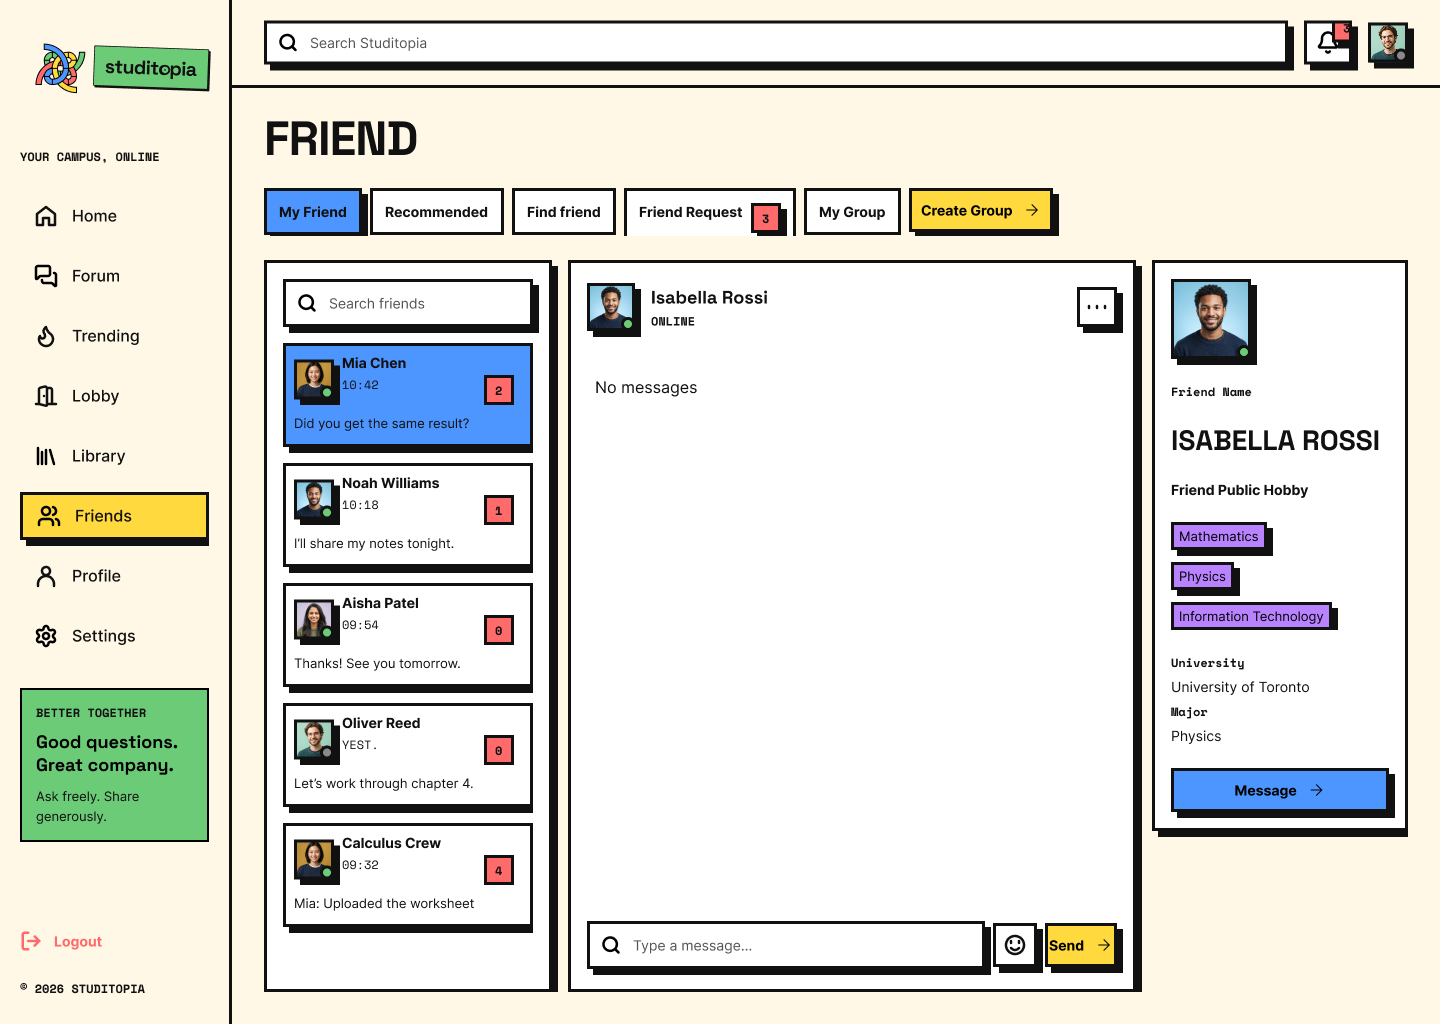 studitopia
Search Studitopia
3
YOUR CAMPUS, ONLINE
Home
Forum
Trending
Lobby
Library
Friends
Profile
Settings
BETTER TOGETHER
Good questions.
Great company.
Ask freely. Share
generously.
Logout
© 2026 STUDITOPIA
FRIEND
My Friend
Recommended
Find friend
Friend Request 3
My Group
Create Group →
Search friends
Mia Chen
10:42
2
Did you get the same result?
Noah Williams
10:18
1
I'll share my notes tonight.
Aisha Patel
09:54
0
Thanks! See you tomorrow.
Oliver Reed
YEST.
0
Let's work through chapter 4.
Calculus Crew
09:32
4
Mia: Uploaded the worksheet
Isabella Rossi
ONLINE
...
No messages
Type a message...
Send →
Friend Name
ISABELLA ROSSI
Friend Public Hobby
Mathematics
Physics
Information Technology
University
University of Toronto
Major
Physics
Message →